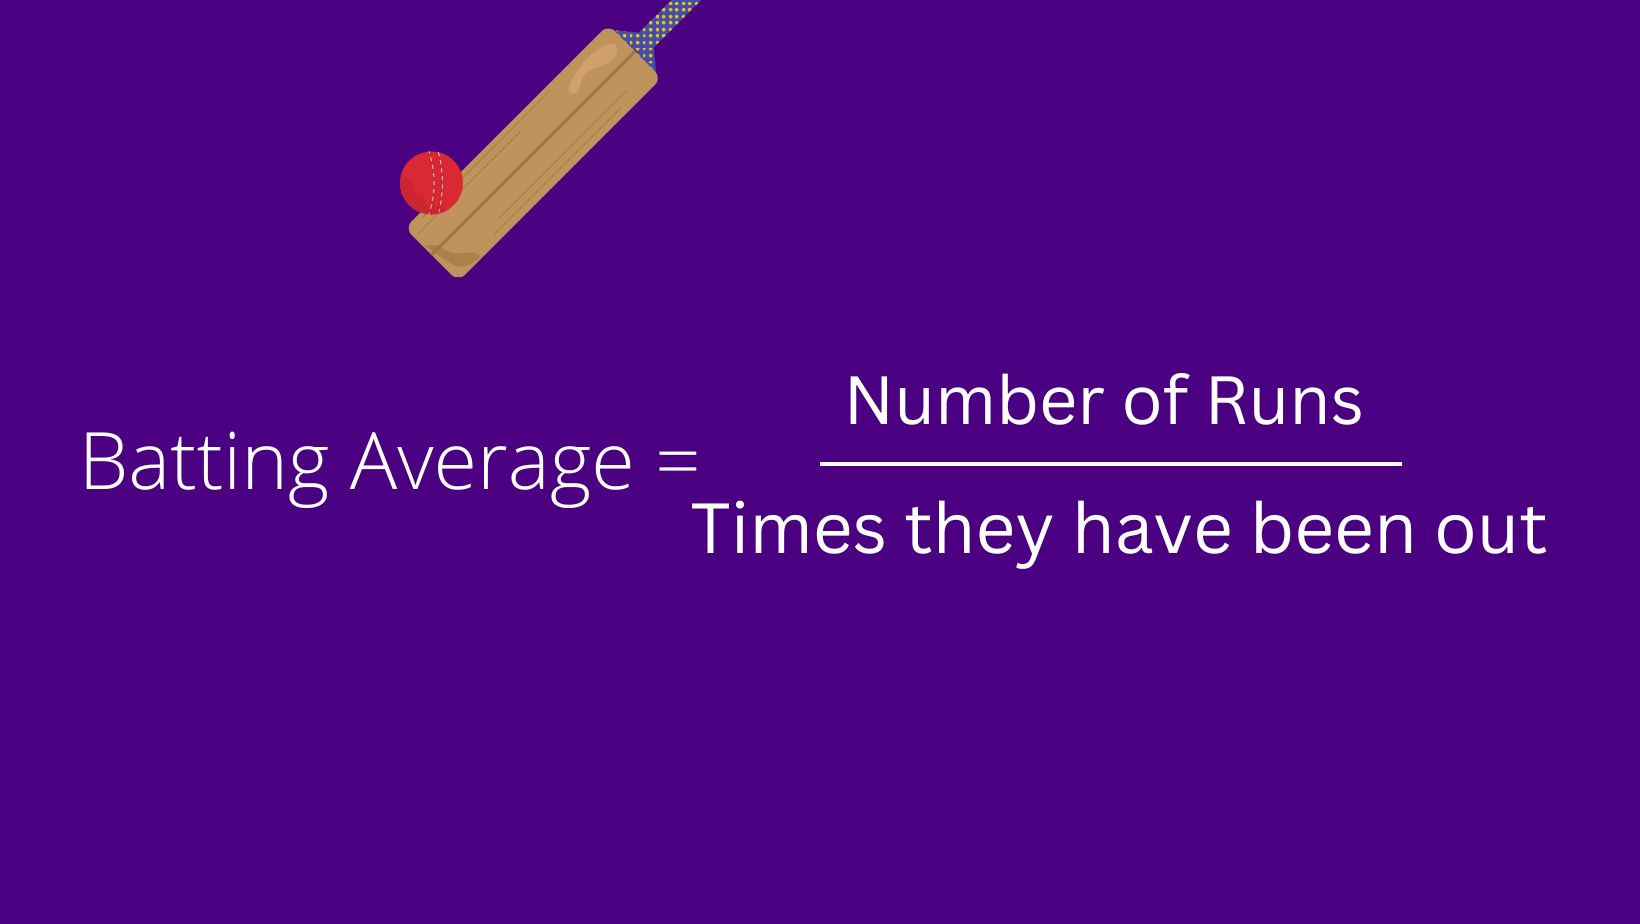 Number of Runs
Batting Average =
Times they have been out